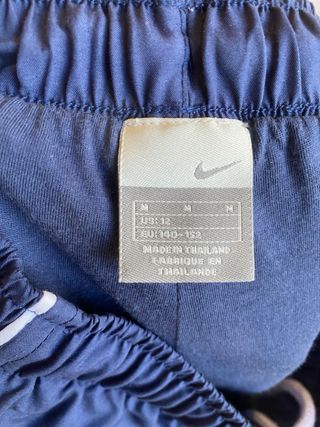 M M M
US: 12
EU: 140-152
MADE IN THAILAND
FABRIQUE EN
THAILANDE